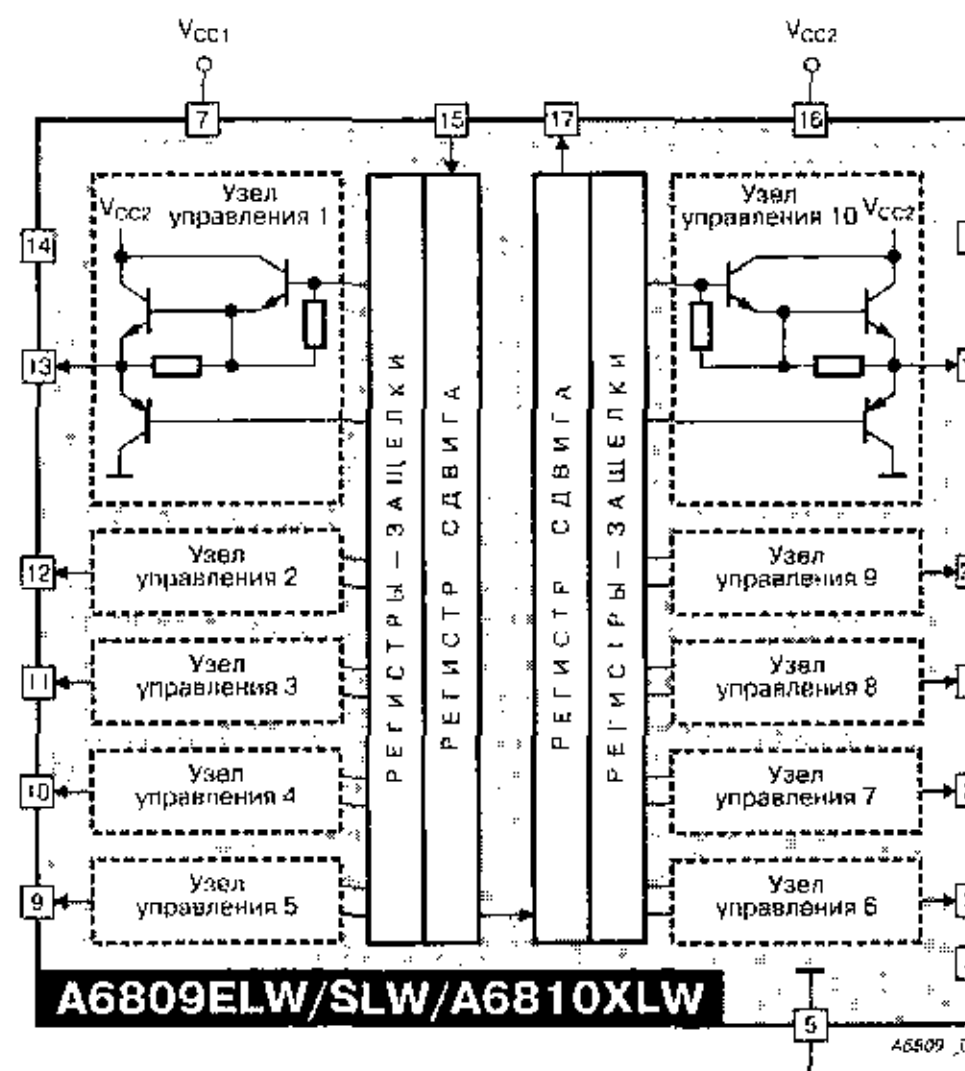 VCC1
VCC2
7
15
17
16
Узел
управления 1
VCC2
Узел
управления 10
VCC2
14
13
РЕГИСТРЫ–ЗАЩЕЛКИ
РЕГИСТР СДВИГА
РЕГИСТР СДВИГА
РЕГИСТРЫ–ЗАЩЕЛКИ
12
Узел
управления 2
Узел
управления 9
11
Узел
управления 3
Узел
управления 8
10
Узел
управления 4
Узел
управления 7
9
Узел
управления 5
Узел
управления 6
A6809ELW/SLW/A6810XLW
5
A6809